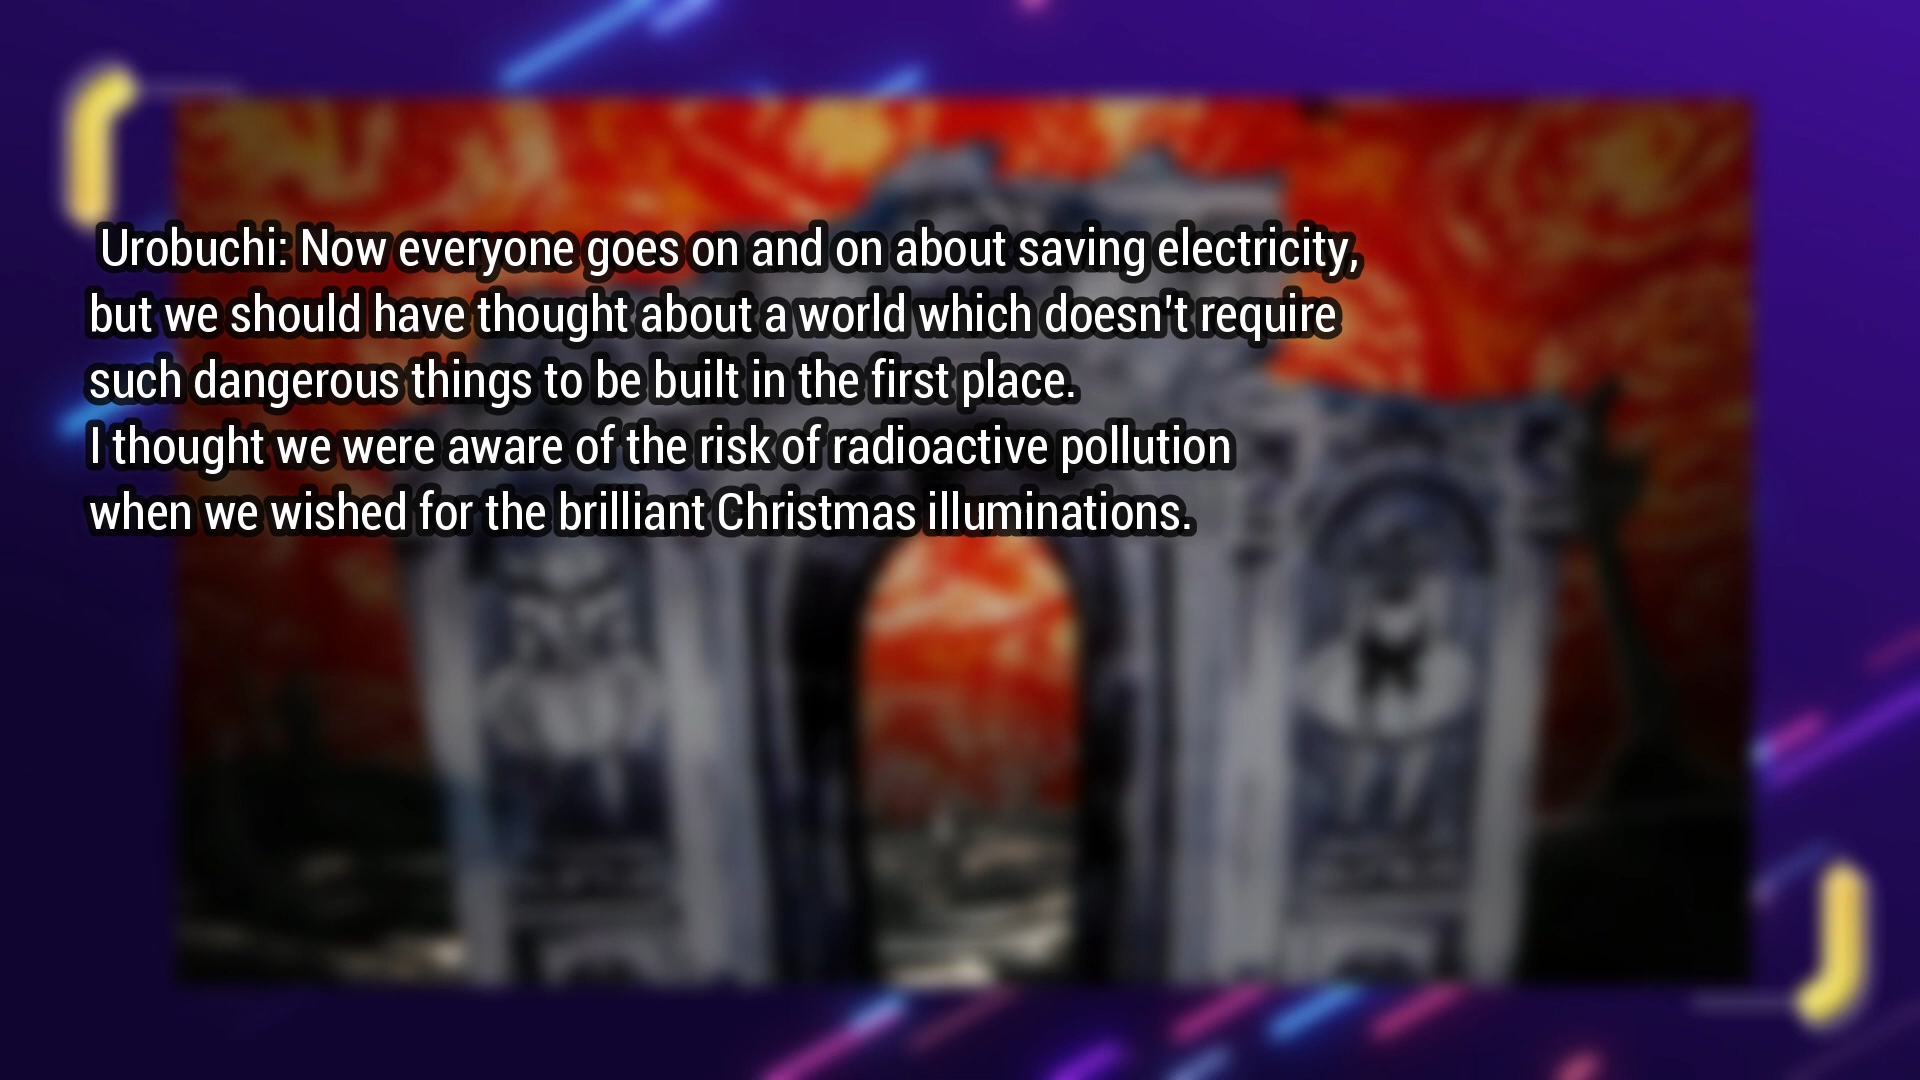 Urobuchi: Now everyone goes on and on about saving electricity,
but we should have thought about a world which doesn't require
such dangerous things to be built in the first place.
I thought we were aware of the risk of radioactive pollution
when we wished for the brilliant Christmas illuminations.